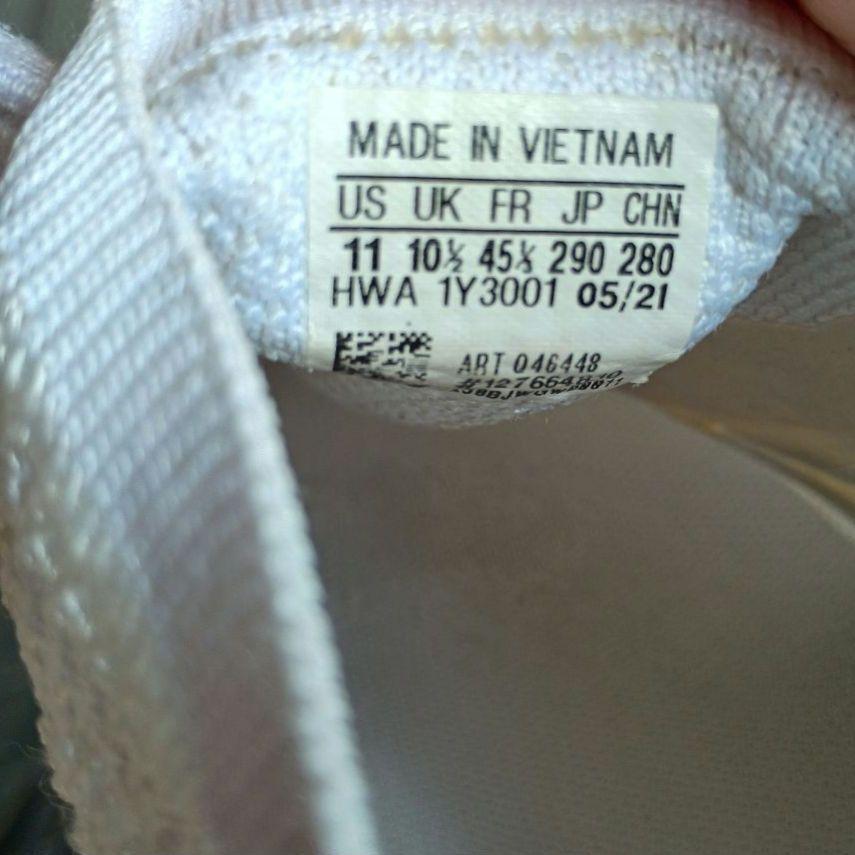 MADE IN VIETNAM
US UK FR JP CHN
11 10½ 45⅓ 290 280
HWA 1Y3001 05/21
ART 046448